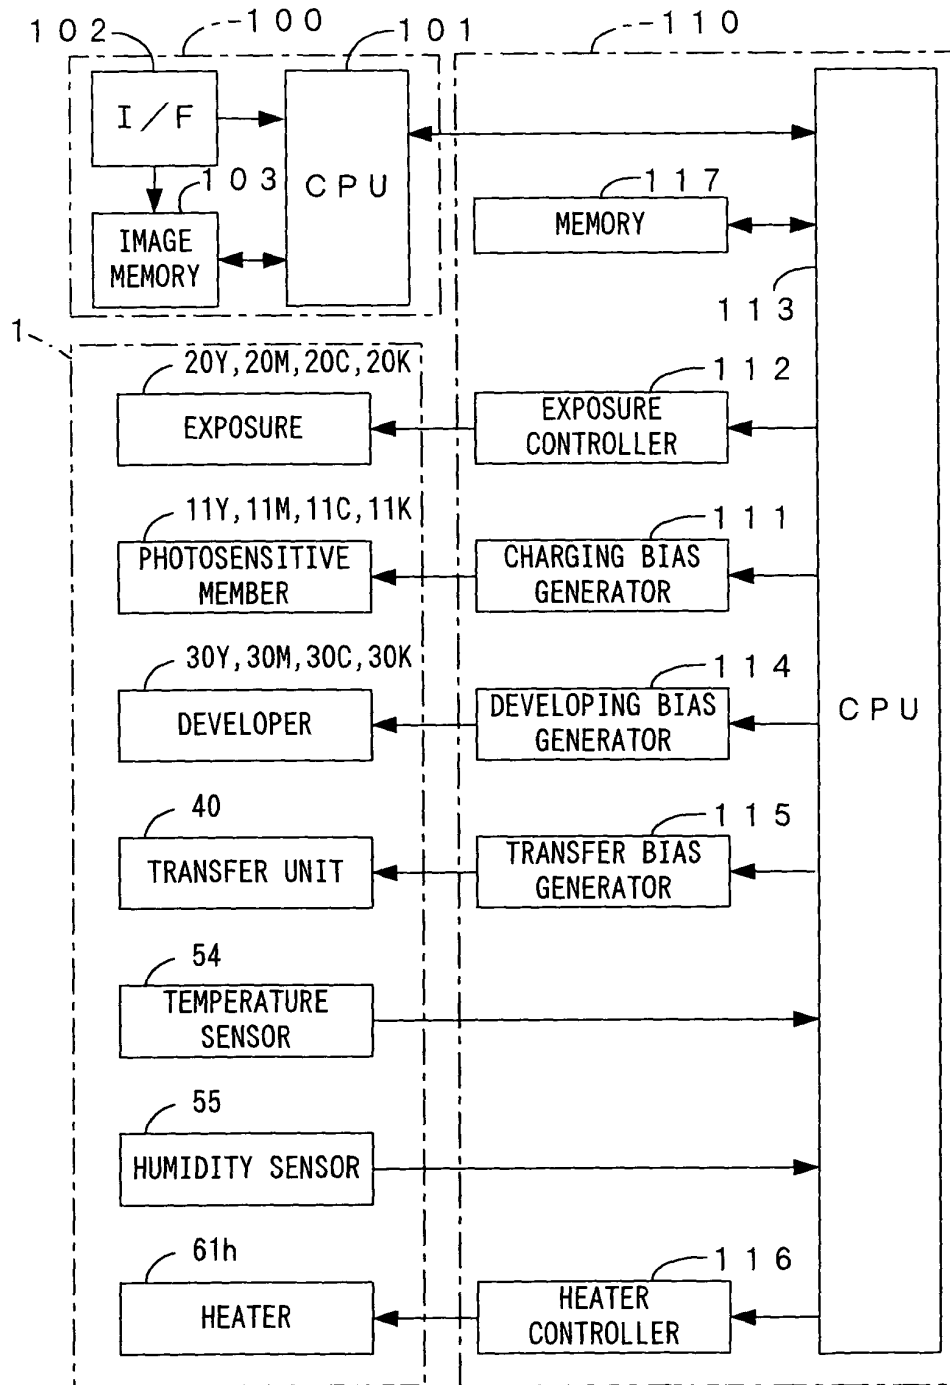 102
100
101
110
I/F
CPU
103
IMAGE
MEMORY
117
MEMORY
113
1
20Y, 20M, 20C, 20K
EXPOSURE
112
EXPOSURE
CONTROLLER
11Y, 11M, 11C, 11K
PHOTOSENSITIVE
MEMBER
111
CHARGING BIAS
GENERATOR
30Y, 30M, 30C, 30K
DEVELOPER
114
DEVELOPING BIAS
GENERATOR
CPU
40
TRANSFER UNIT
115
TRANSFER BIAS
GENERATOR
54
TEMPERATURE
SENSOR
55
HUMIDITY SENSOR
61h
HEATER
116
HEATER
CONTROLLER